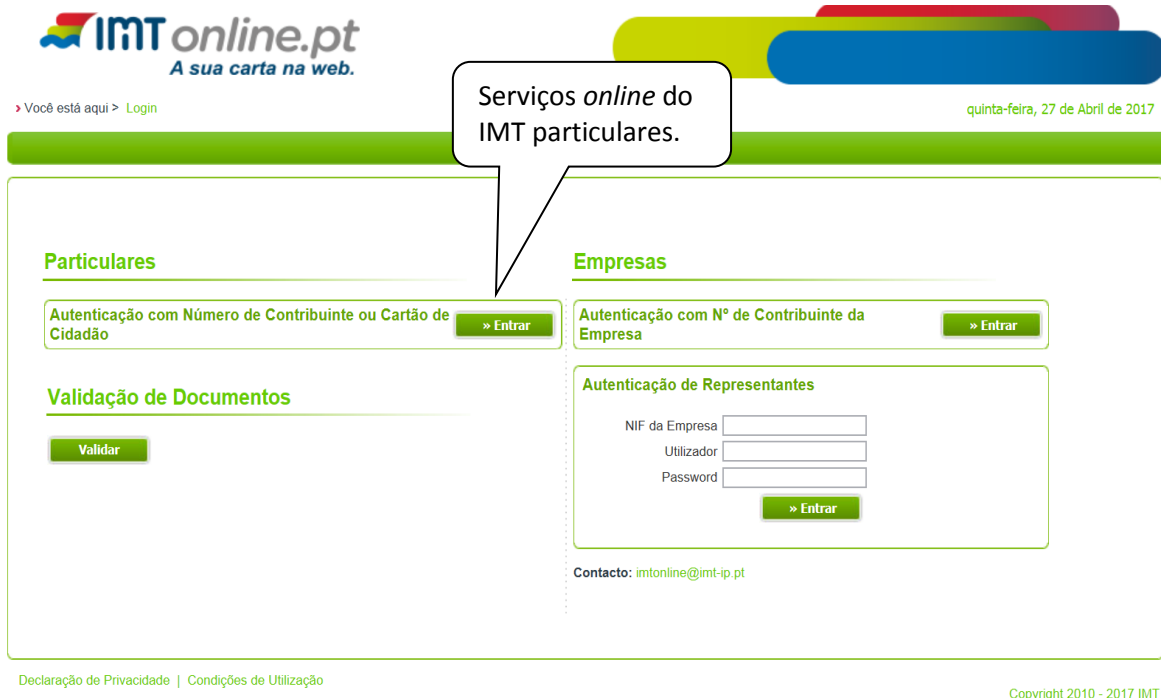 IMT online.pt
A sua carta na web.
Serviços online do
IMT particulares.
› Você está aqui > Login
quinta-feira, 27 de Abril de 2017
Particulares
Autenticação com Número de Contribuinte ou Cartão de
Cidadão
» Entrar
Validação de Documentos
Validar
Empresas
Autenticação com Nº de Contribuinte da
Empresa
» Entrar
Autenticação de Representantes
NIF da Empresa
Utilizador
Password
» Entrar
Contacto: imtonline@imt-ip.pt
Declaração de Privacidade | Condições de Utilização
Copyright 2010 - 2017 IMT